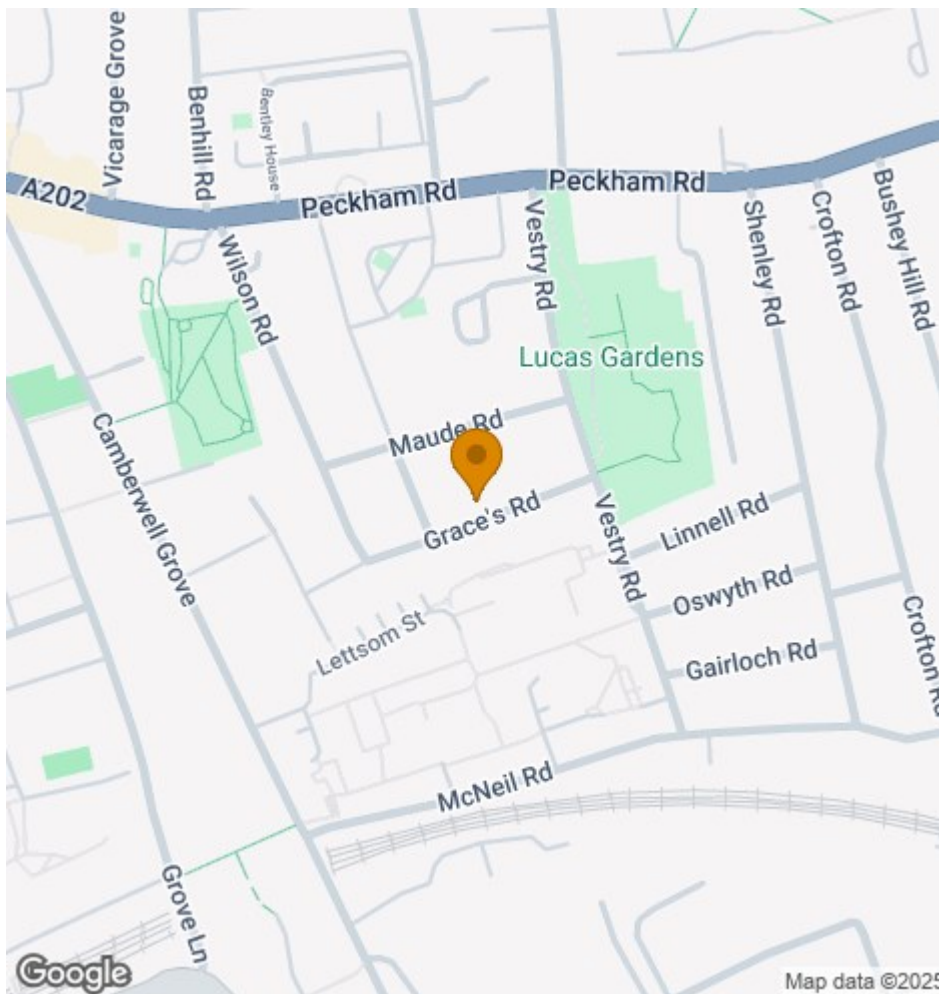 Vicarage Grove
Benhill Rd
Bentley House
A202
Peckham Rd
Peckham Rd
Vestry Rd
Shenley Rd
Crofton Rd
Bushey Hill Rd
Wilson Rd
Lucas Gardens
Camberwell Grove
Maude Rd
Grace's Rd
Vestry Rd
Linnell Rd
Oswyth Rd
Lettsom St
Gairloch Rd
Crofton Rd
McNeil Rd
Grove Ln
Google
Map data ©2025